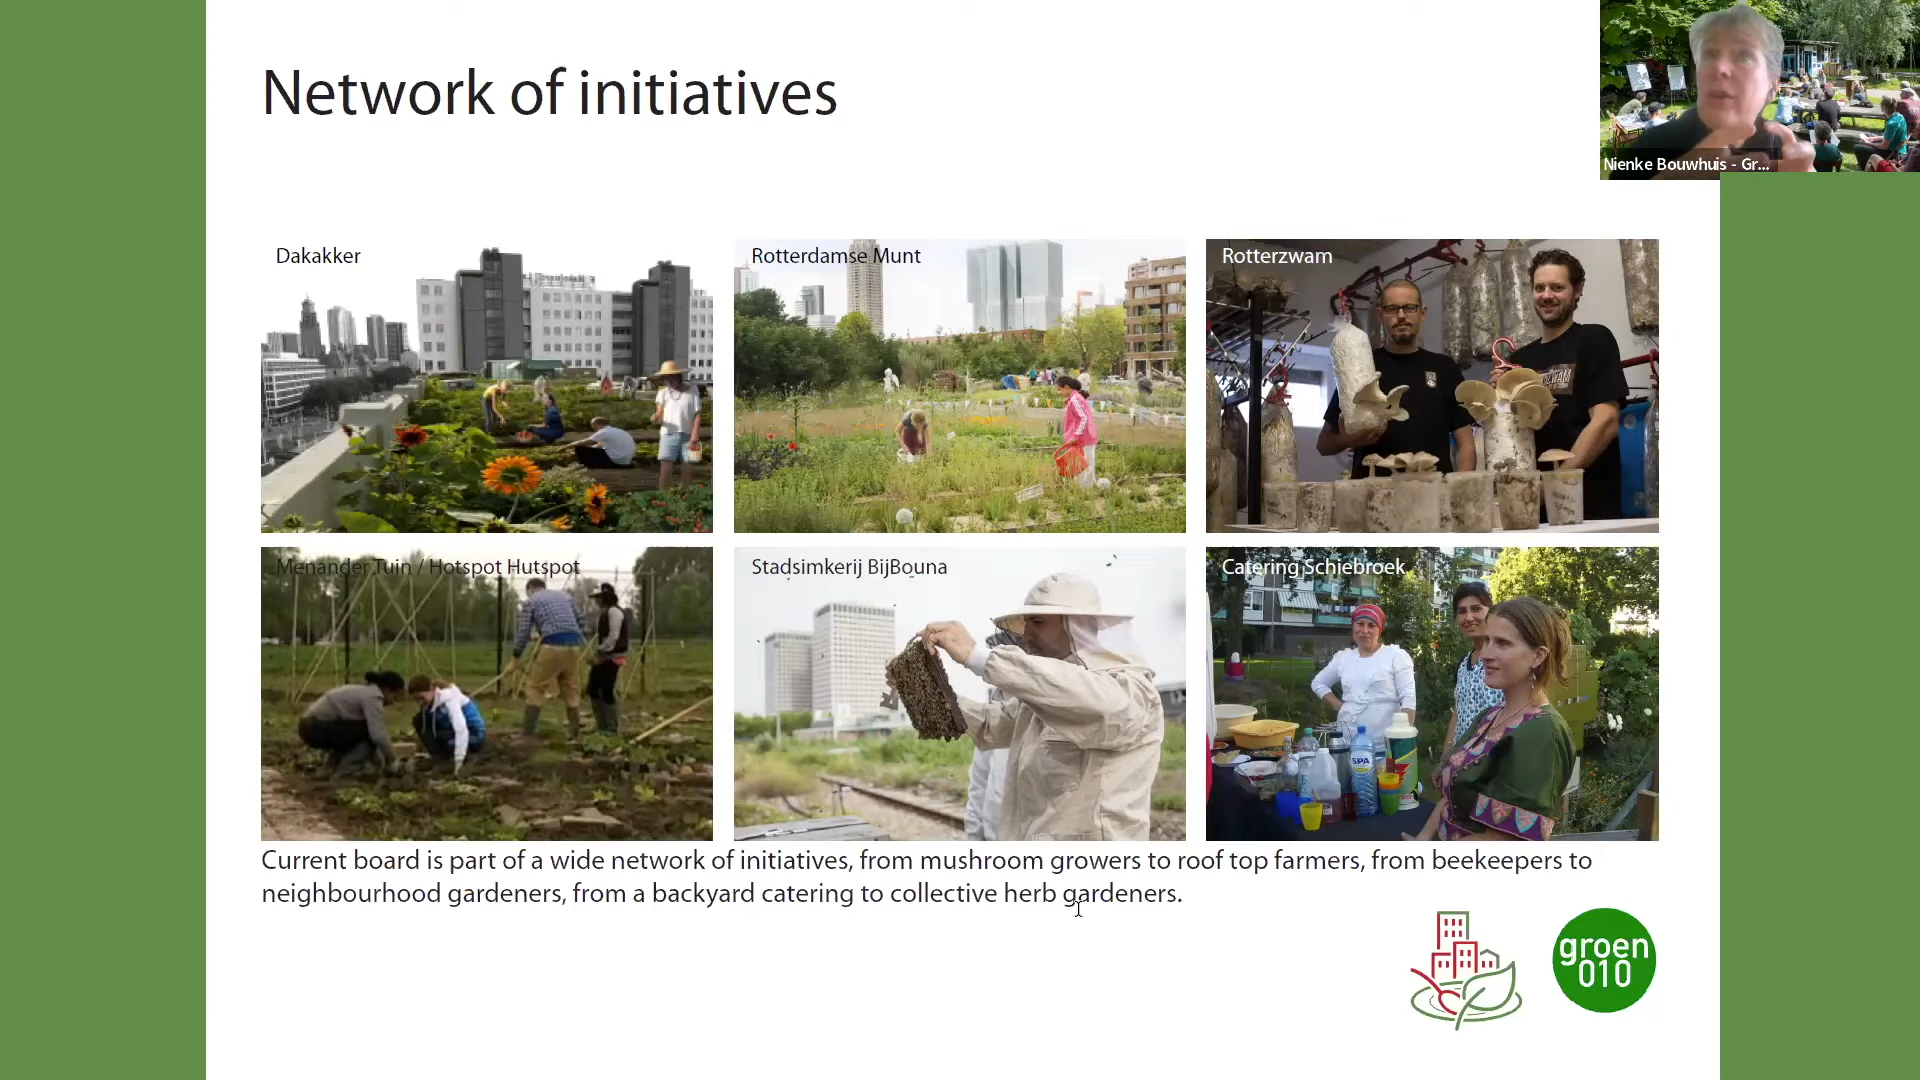 Network of initiatives
Nienke Bouwhuis - Gr...
Dakakker
Rotterdamse Munt
Rotterzwam
Menander Tuin / Hotspot Hutspot
Stadsimkerij BijBouna
Catering Schiebroek
SPA
Current board is part of a wide network of initiatives, from mushroom growers to roof top farmers, from beekeepers to
neighbourhood gardeners, from a backyard catering to collective herb gardeners.
groen
010